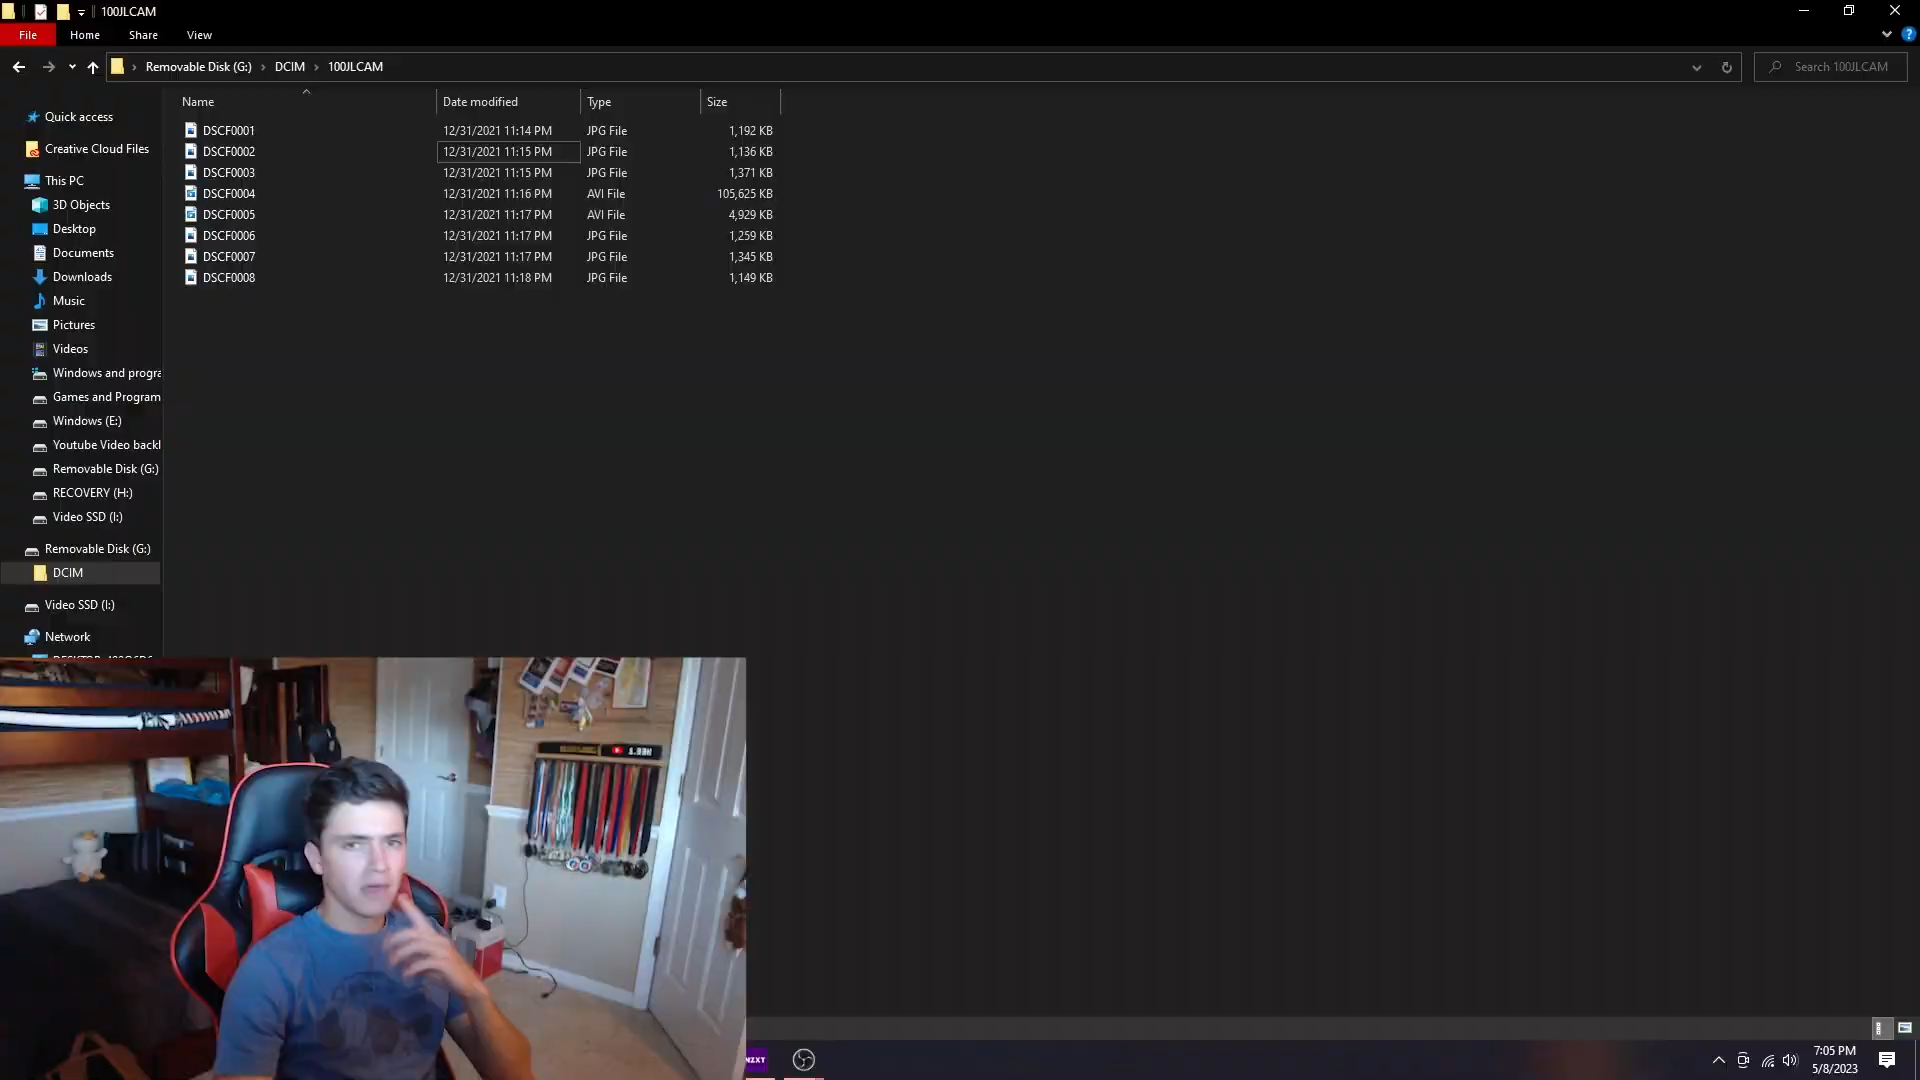 100JLCAM
File Home Share View
Removable Disk (G:) DCIM 100JLCAM Search 100JLCAM
Name Date modified Type Size
DSCF0001 12/31/2021 11:14 PM JPG File 1,192 KB
DSCF0002 12/31/2021 11:15 PM JPG File 1,136 KB
DSCF0003 12/31/2021 11:15 PM JPG File 1,371 KB
DSCF0004 12/31/2021 11:16 PM AVI File 105,625 KB
DSCF0005 12/31/2021 11:17 PM AVI File 4,929 KB
DSCF0006 12/31/2021 11:17 PM JPG File 1,259 KB
DSCF0007 12/31/2021 11:17 PM JPG File 1,345 KB
DSCF0008 12/31/2021 11:18 PM JPG File 1,149 KB
Quick access
Creative Cloud Files
This PC
3D Objects
Desktop
Documents
Downloads
Music
Pictures
Videos
Windows and progra
Games and Program
Windows (E:)
Youtube Video back
Removable Disk (G:)
RECOVERY (H:)
Video SSD (I:)
Removable Disk (G:)
DCIM
Video SSD (I:)
Network
NZXT
7:05 PM
5/8/2023